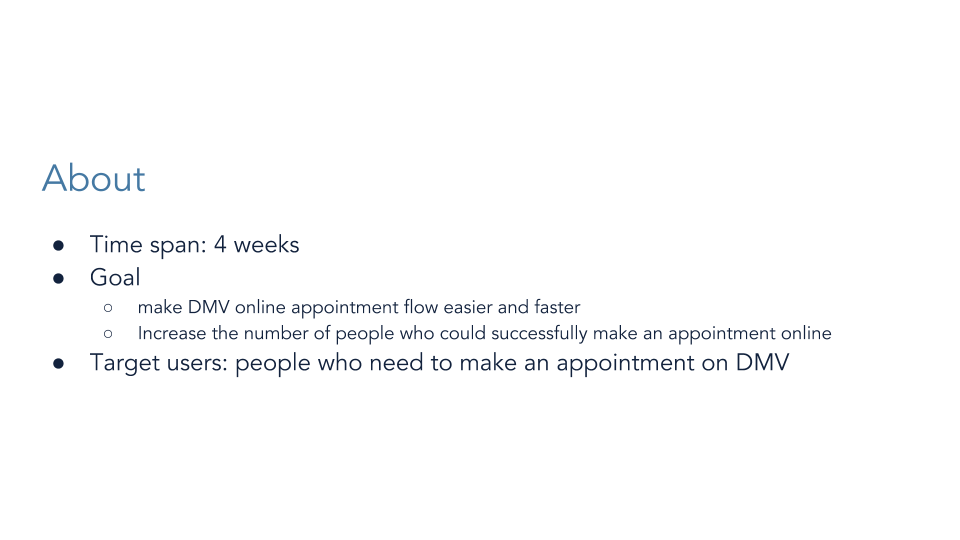 About
● Time span: 4 weeks
● Goal
○ make DMV online appointment flow easier and faster
○ Increase the number of people who could successfully make an appointment online
● Target users: people who need to make an appointment on DMV